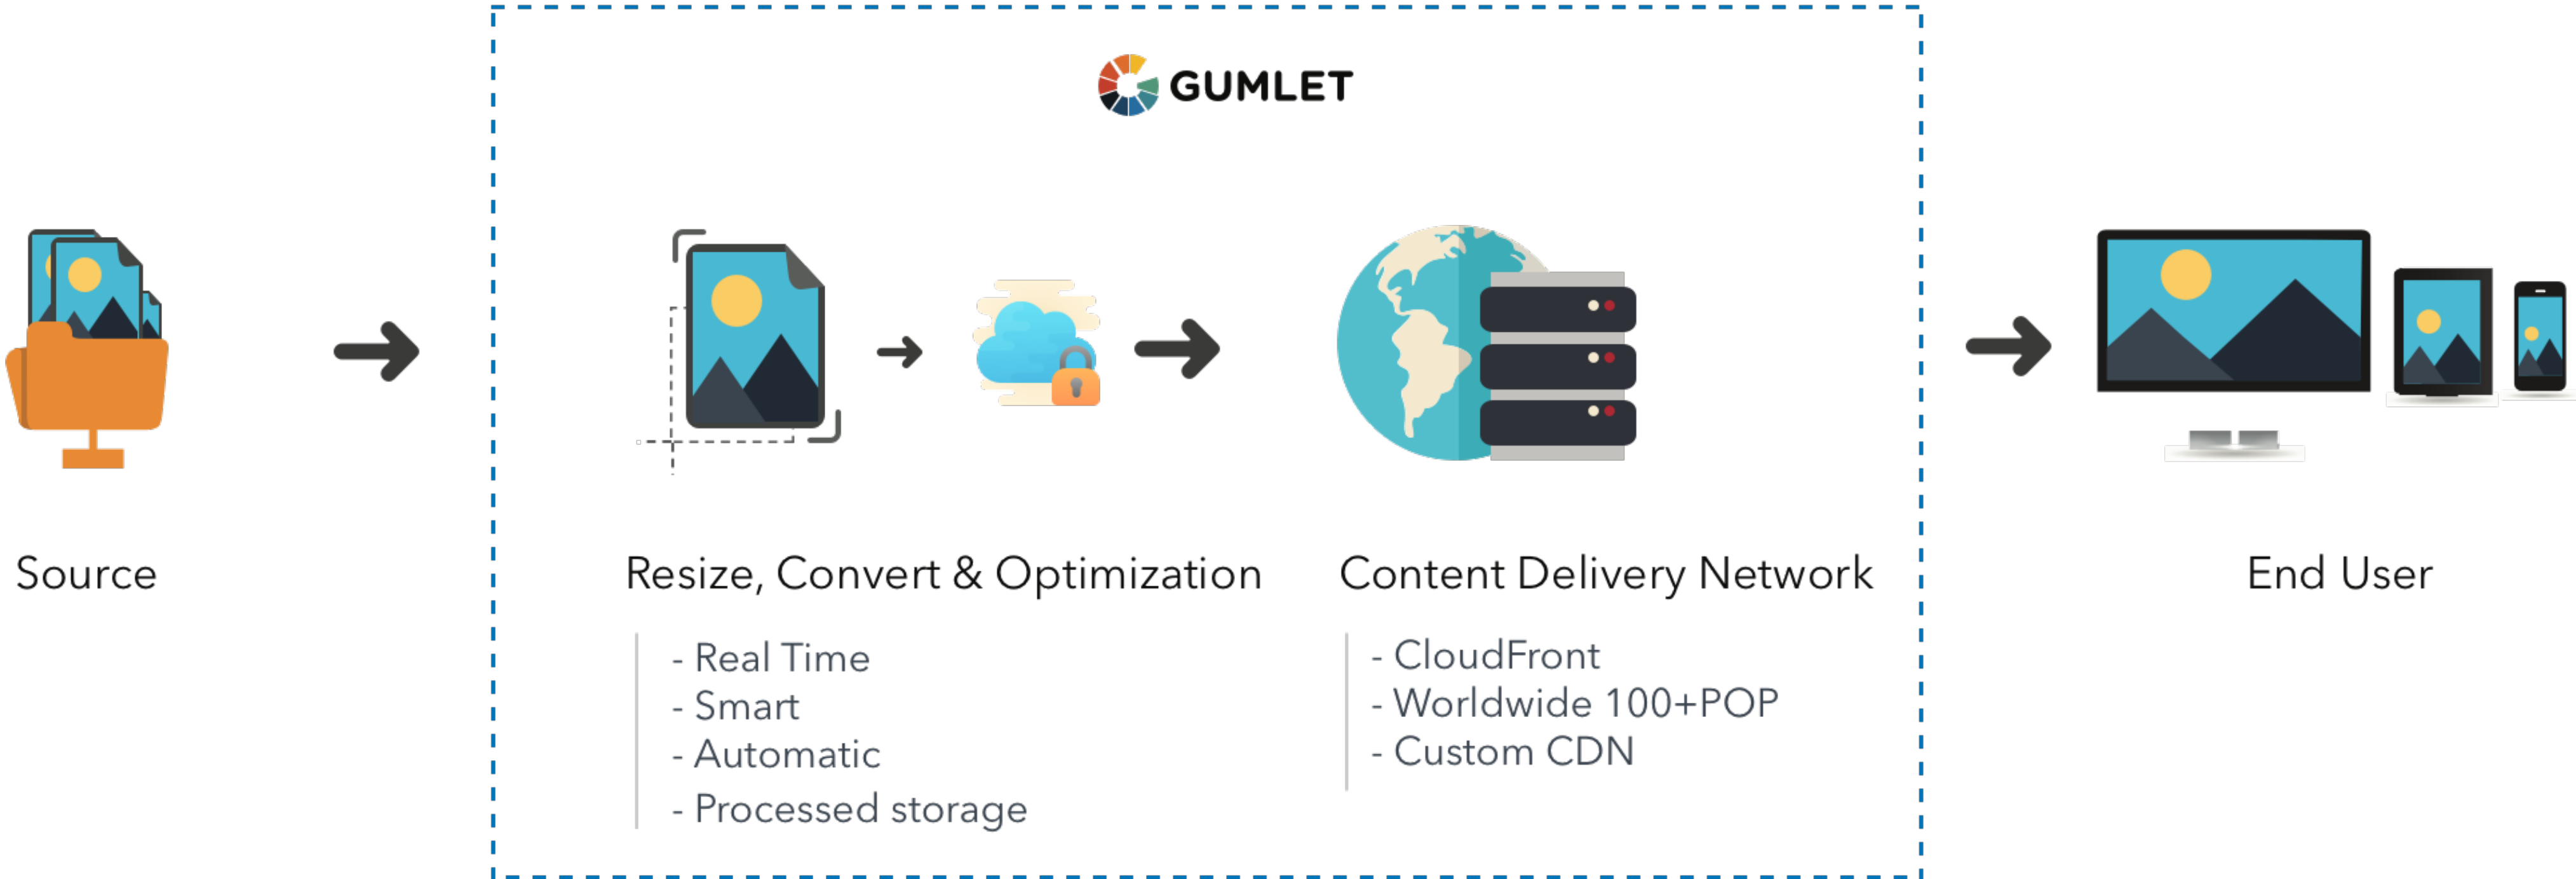 GUMLET
Source
Resize, Convert & Optimization
- Real Time
- Smart
- Automatic
- Processed storage
Content Delivery Network
- CloudFront
- Worldwide 100+POP
- Custom CDN
End User